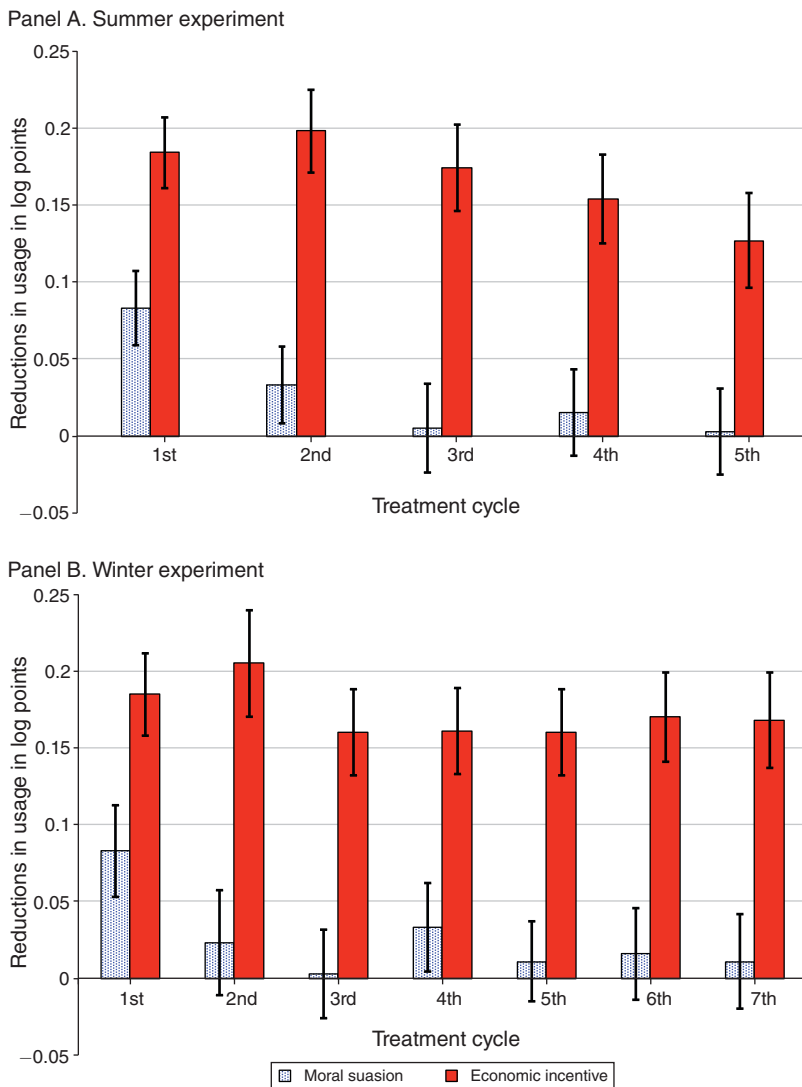 Panel A. Summer experiment
Reductions in usage in log points
0.25
0.2
0.15
0.1
0.05
0
−0.05
1st 2nd 3rd 4th 5th
Treatment cycle
Panel B. Winter experiment
Reductions in usage in log points
0.25
0.2
0.15
0.1
0.05
0
−0.05
1st 2nd 3rd 4th 5th 6th 7th
Treatment cycle
Moral suasion Economic incentive